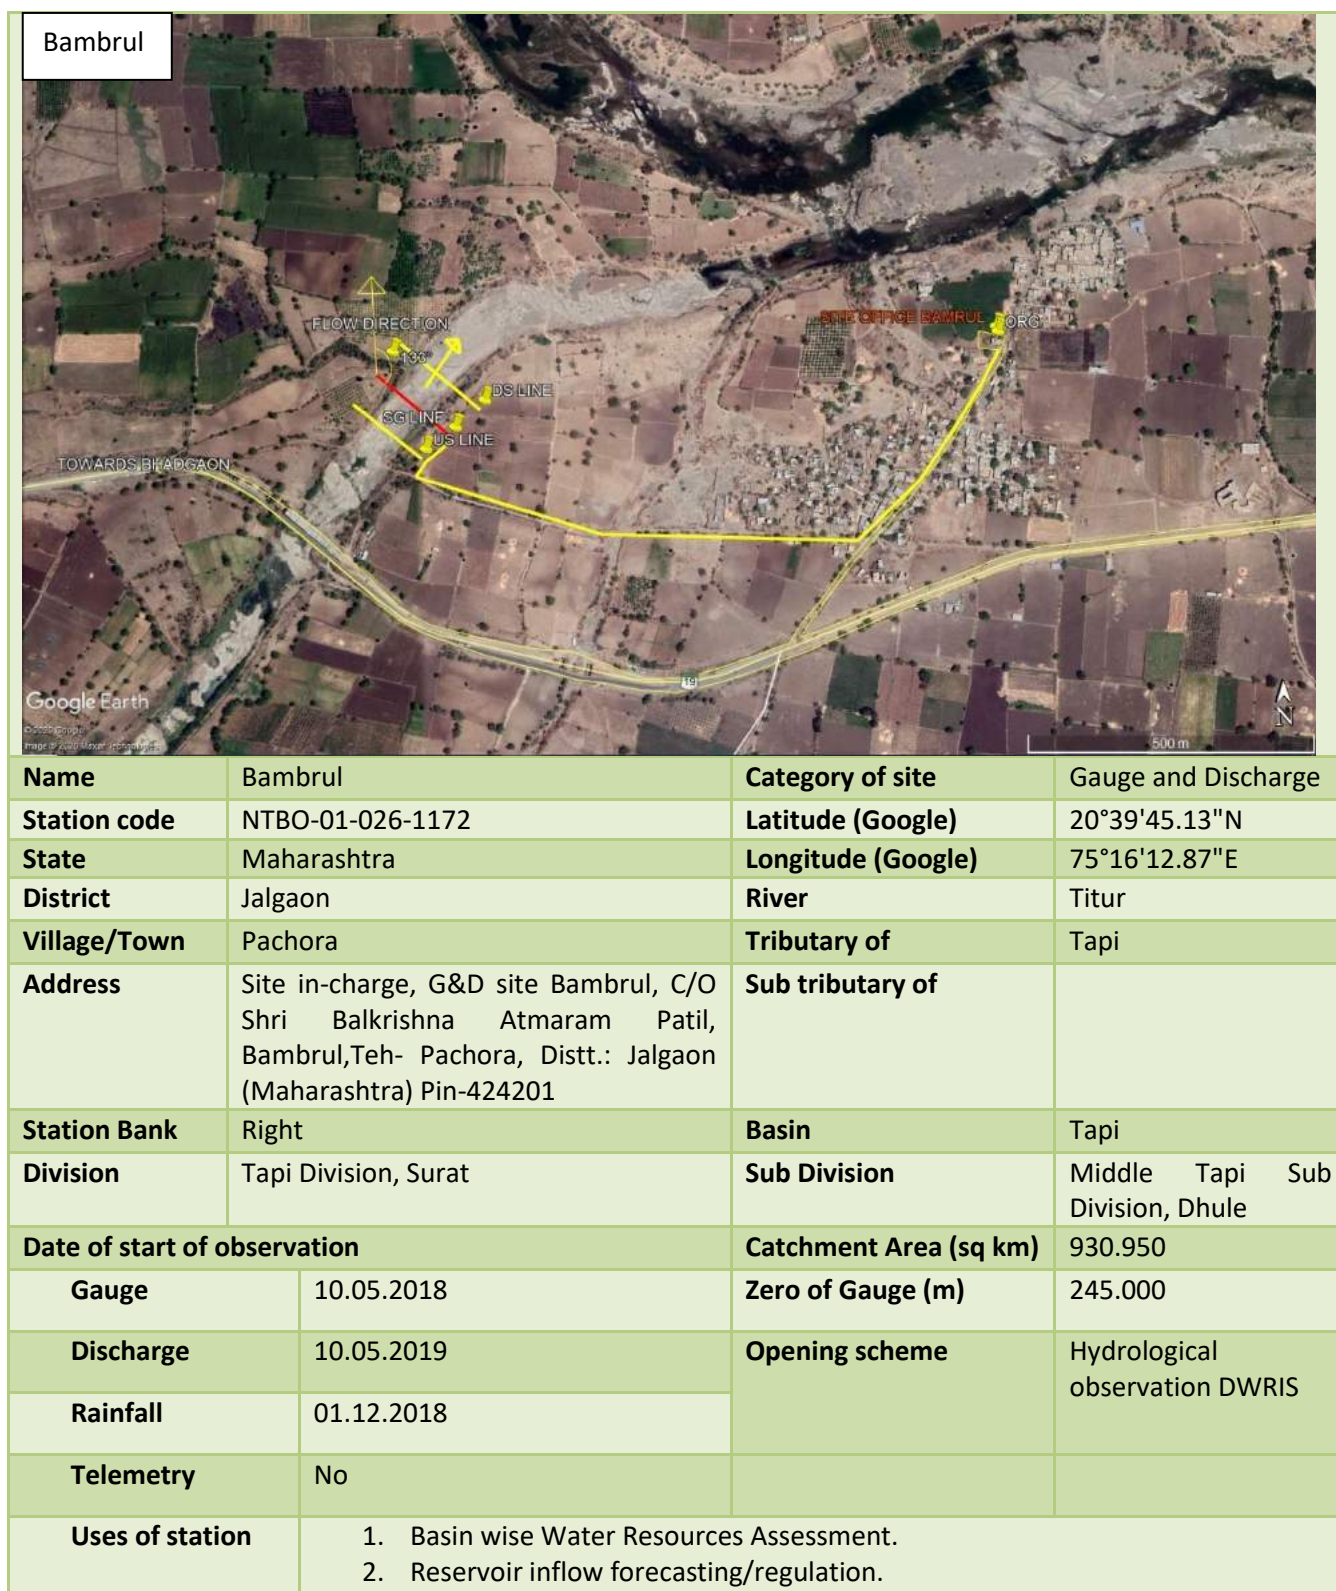 Bambrul
FLOW DIRECTION
SITE OFFICE BAMRUL
ORG
DS LINE
SG LINE
US LINE
TOWARDS BHADGAON
19
Google Earth
N
500 m
Name Bambrul Category of site Gauge and Discharge
Station code NTBO-01-026-1172 Latitude (Google) 20°39'45.13"N
State Maharashtra Longitude (Google) 75°16'12.87"E
District Jalgaon River Titur
Village/Town Pachora Tributary of Tapi
Address Site in-charge, G&D site Bambrul, C/O Sub tributary of
Shri Balkrishna Atmaram Patil,
Bambrul,Teh- Pachora, Distt.: Jalgaon
(Maharashtra) Pin-424201
Station Bank Right Basin Tapi
Division Tapi Division, Surat Sub Division Middle Tapi Sub
Division, Dhule
Date of start of observation Catchment Area (sq km) 930.950
Gauge 10.05.2018 Zero of Gauge (m) 245.000
Discharge 10.05.2019 Opening scheme Hydrological
observation DWRIS
Rainfall 01.12.2018
Telemetry No
Uses of station 1. Basin wise Water Resources Assessment.
2. Reservoir inflow forecasting/regulation.